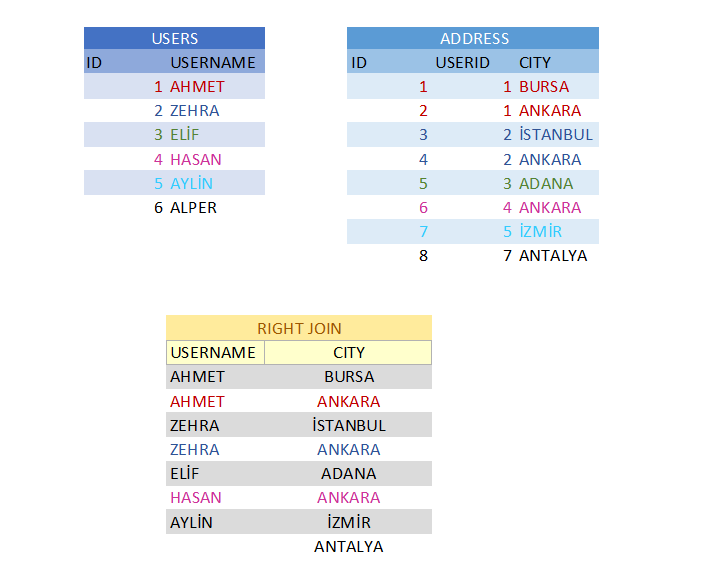 USERS
ID USERNAME
1 AHMET
2 ZEHRA
3 ELİF
4 HASAN
5 AYLİN
6 ALPER
ADDRESS
ID USERID CITY
1 1 BURSA
2 1 ANKARA
3 2 İSTANBUL
4 2 ANKARA
5 3 ADANA
6 4 ANKARA
7 5 İZMİR
8 7 ANTALYA
RIGHT JOIN
USERNAME CITY
AHMET BURSA
AHMET ANKARA
ZEHRA İSTANBUL
ZEHRA ANKARA
ELİF ADANA
HASAN ANKARA
AYLİN İZMİR
ANTALYA